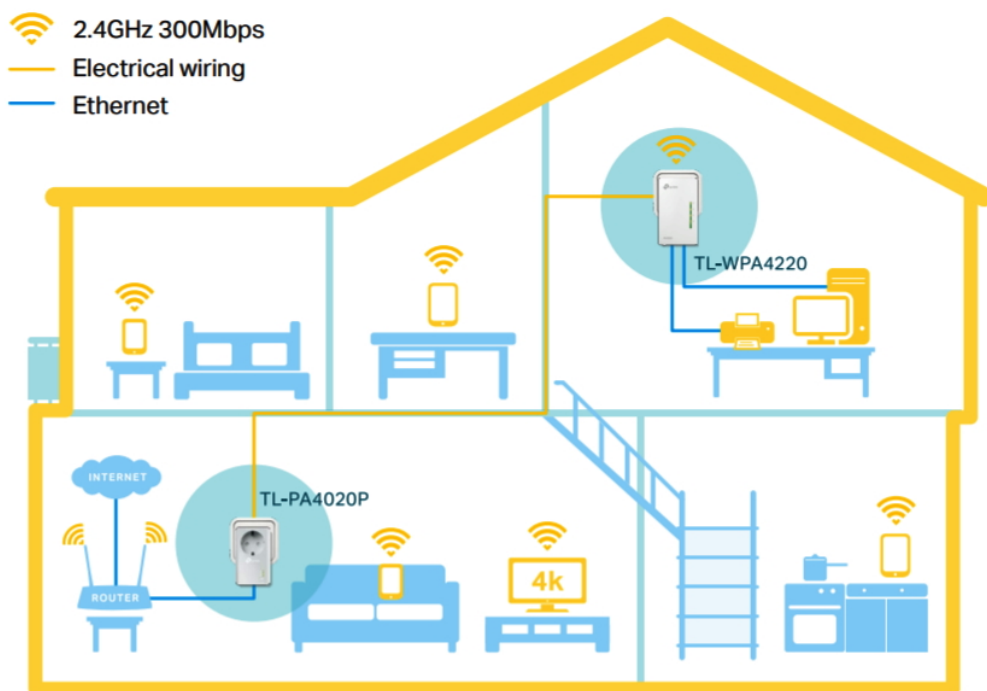 2.4GHz 300Mbps
Electrical wiring
Ethernet
TL-WPA4220
INTERNET
TL-PA4020P
4k
ROUTER